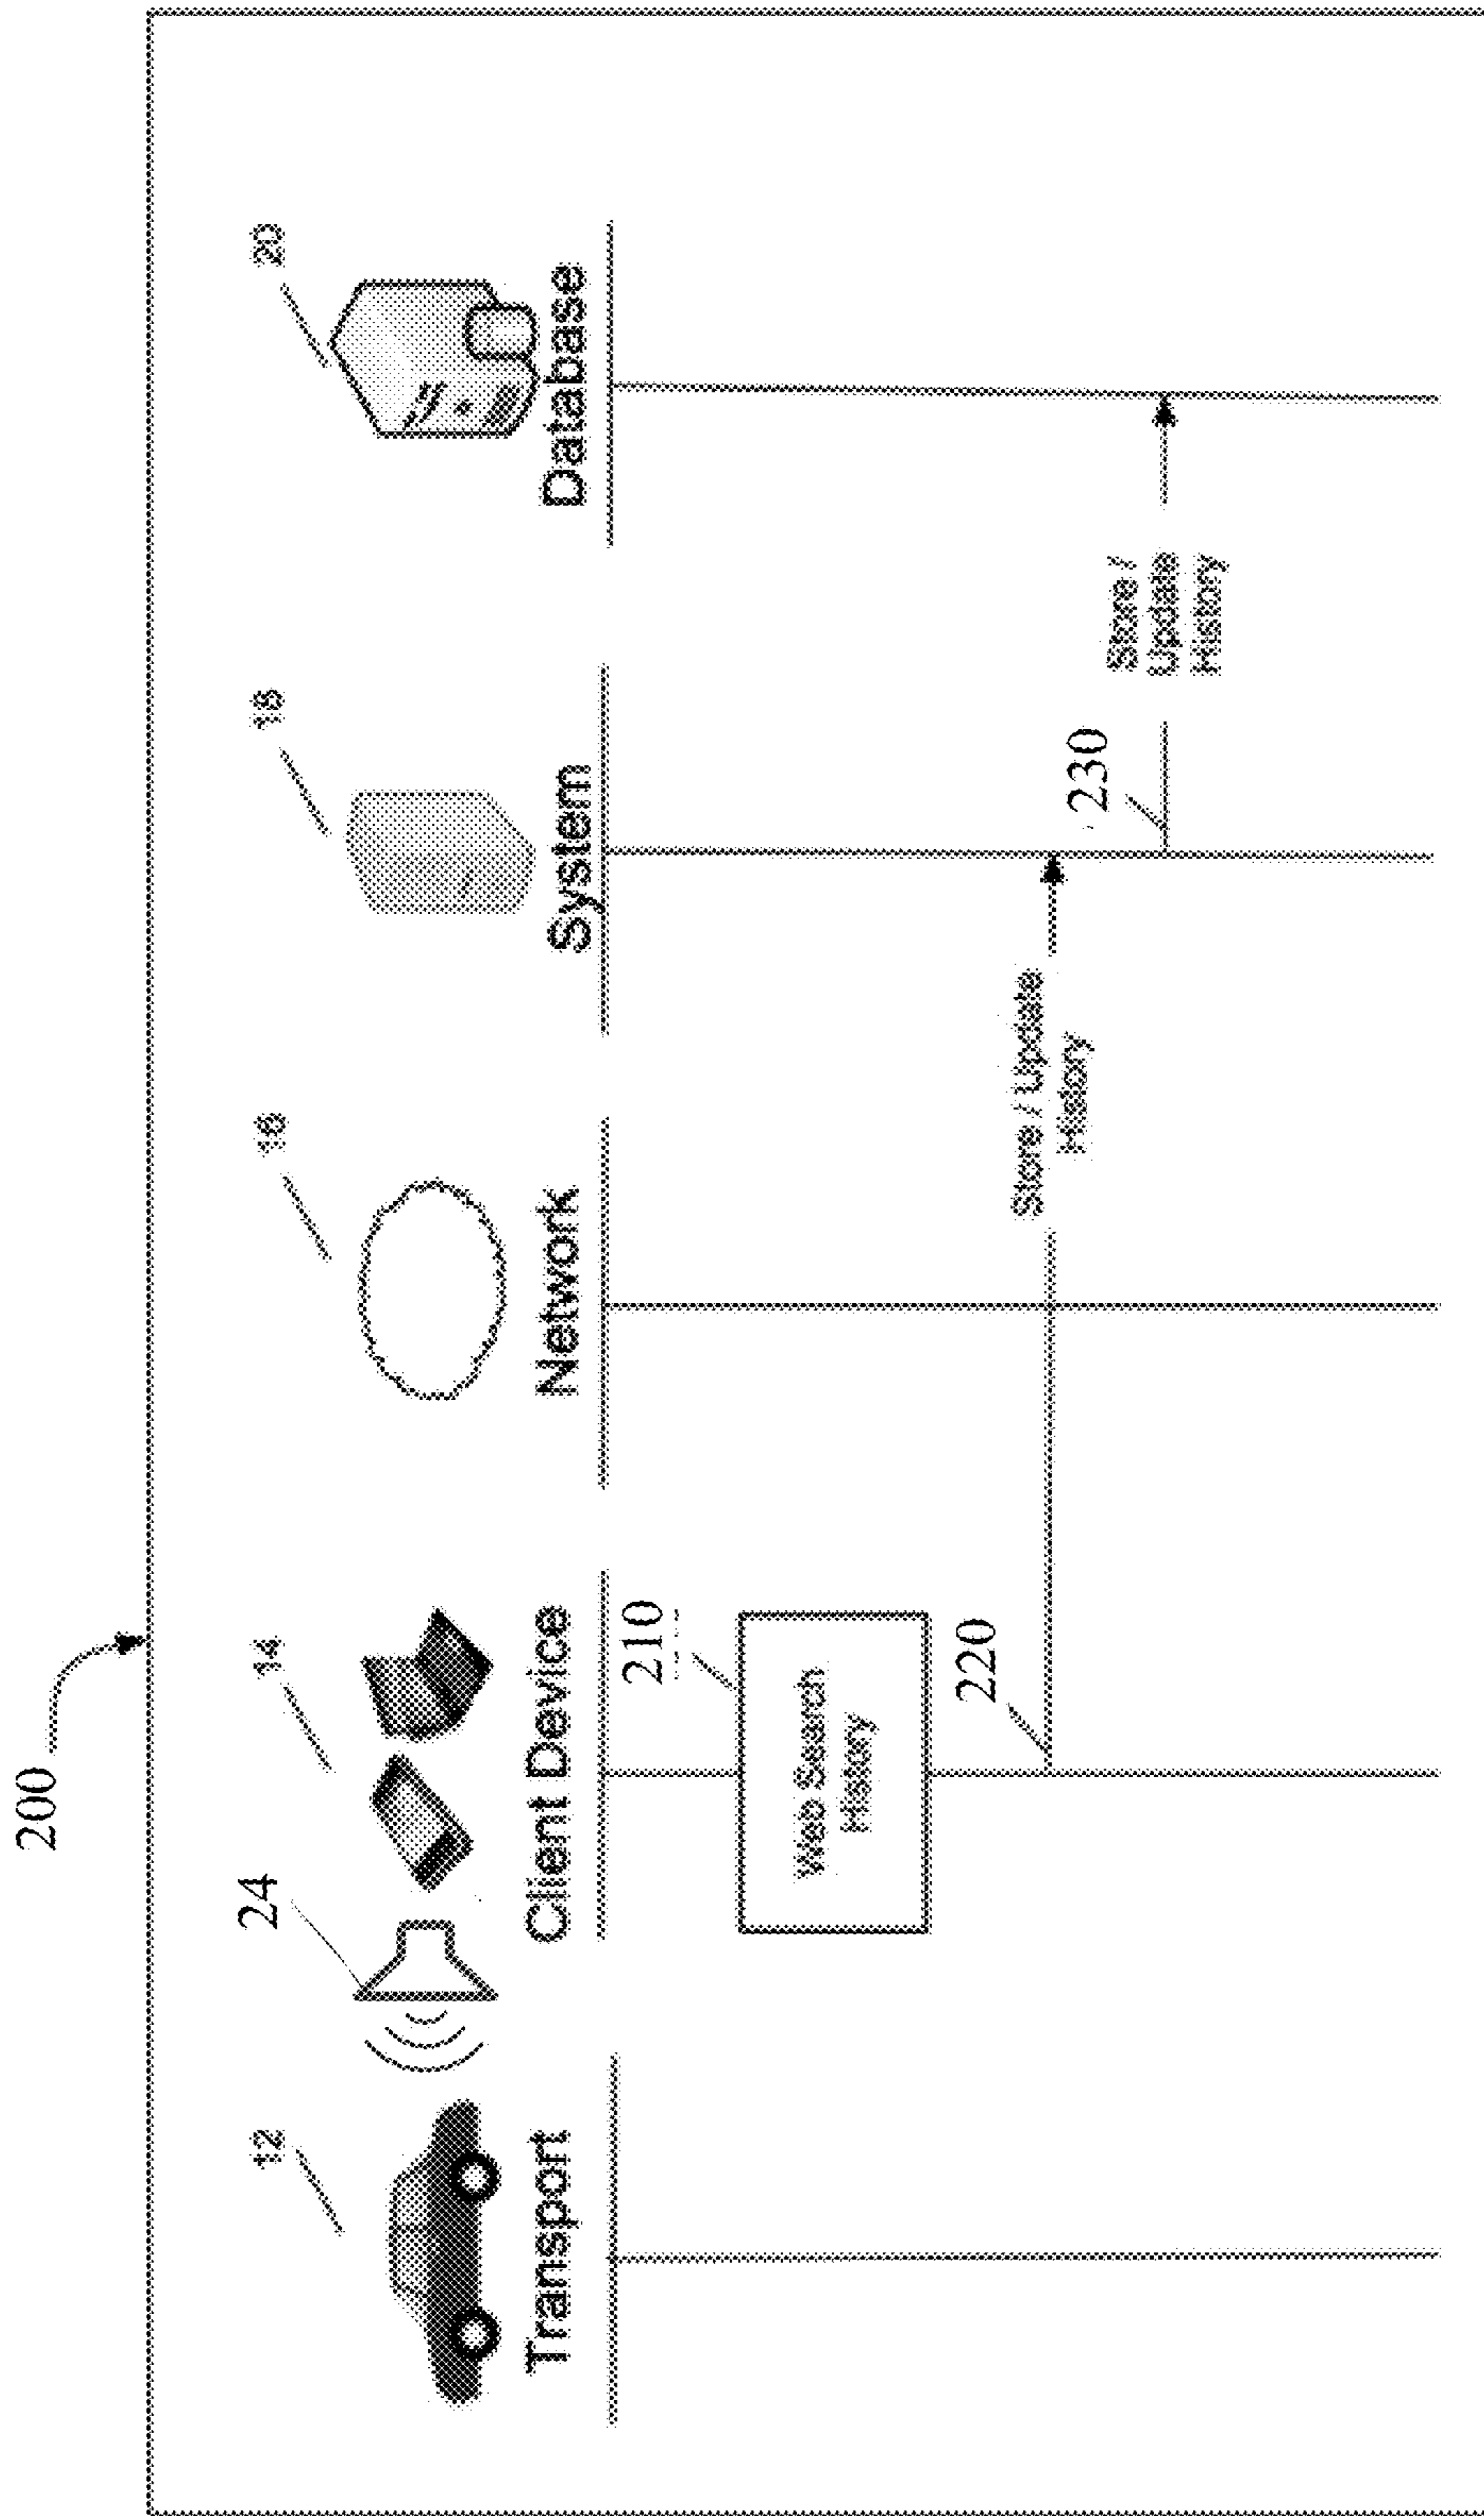 200
12
24
14
16
18
20
Transport
Client Device
Network
System
Database
210
Web Search
History
220
Store / Update
History
230
Store /
Update
History